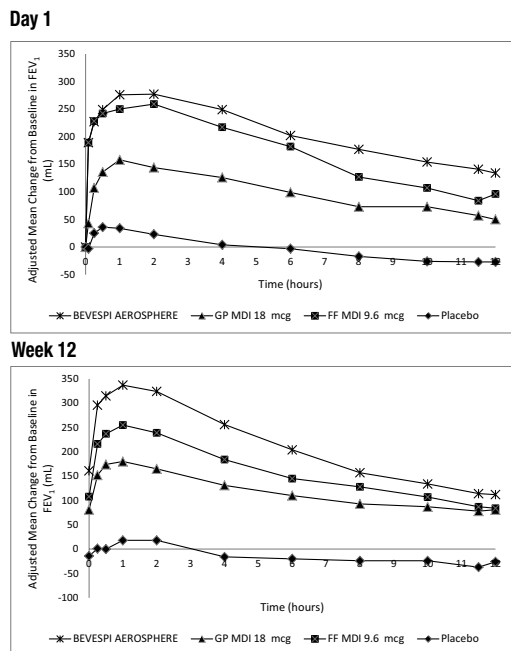 Day 1
Adjusted Mean Change from Baseline in FEV1
(mL)
350
300
250
200
150
100
50
0
-50
0 1 2 3 4 5 6 7 8 9 10 11 12
Time (hours)
BEVESPI AEROSPHERE GP MDI 18 mcg FF MDI 9.6 mcg Placebo
Week 12
Adjusted Mean Change from Baseline in
FEV1 (mL)
350
300
250
200
150
100
50
0
-50
-100
0 1 2 3 4 5 6 7 8 9 10 11 12
Time (hours)
BEVESPI AEROSPHERE GP MDI 18 mcg FF MDI 9.6 mcg Placebo